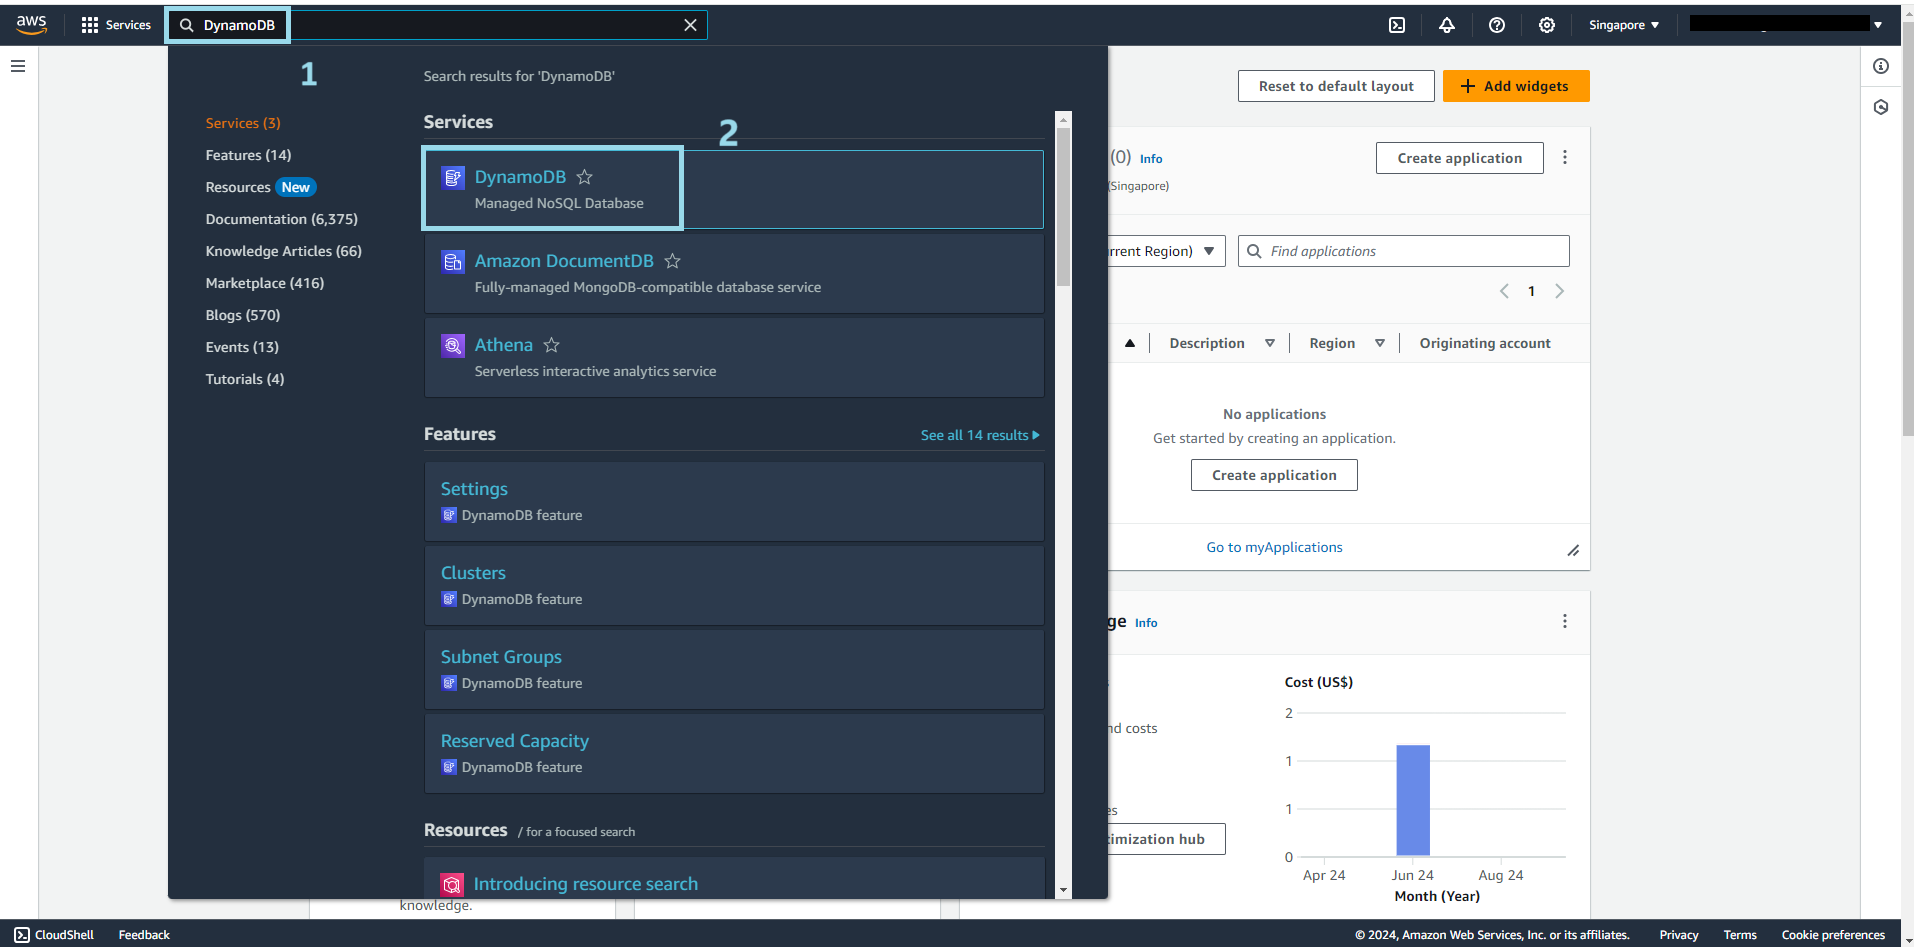 aws
Services
DynamoDB
Singapore
1
Search results for 'DynamoDB'
Services (3)
Features (14)
Resources New
Documentation (6,375)
Knowledge Articles (66)
Marketplace (416)
Blogs (570)
Events (13)
Tutorials (4)
Services
2
DynamoDB
Managed NoSQL Database
Amazon DocumentDB
Fully-managed MongoDB-compatible database service
Athena
Serverless interactive analytics service
Features
See all 14 results
Settings
DynamoDB feature
Clusters
DynamoDB feature
Subnet Groups
DynamoDB feature
Reserved Capacity
DynamoDB feature
Resources / for a focused search
Introducing resource search
knowledge.
Reset to default layout
+ Add widgets
(0) Info
(Singapore)
Create application
rrent Region)
Find applications
1
Description
Region
Originating account
No applications
Get started by creating an application.
Create application
Go to myApplications
ge Info
nd costs
es
timization hub
Cost (US$)
2
1
1
0
Apr 24
Jun 24
Aug 24
Month (Year)
CloudShell
Feedback
© 2024, Amazon Web Services, Inc. or its affiliates.
Privacy
Terms
Cookie preferences